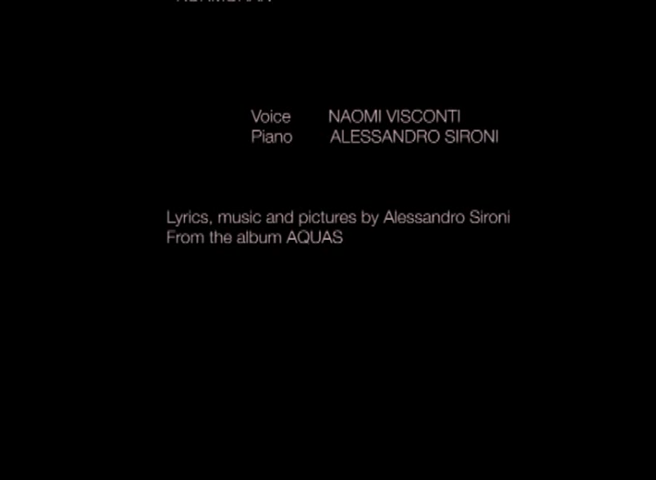 Voice NAOMI VISCONTI
Piano ALESSANDRO SIRONI
Lyrics, music and pictures by Alessandro Sironi
From the album AQUAS